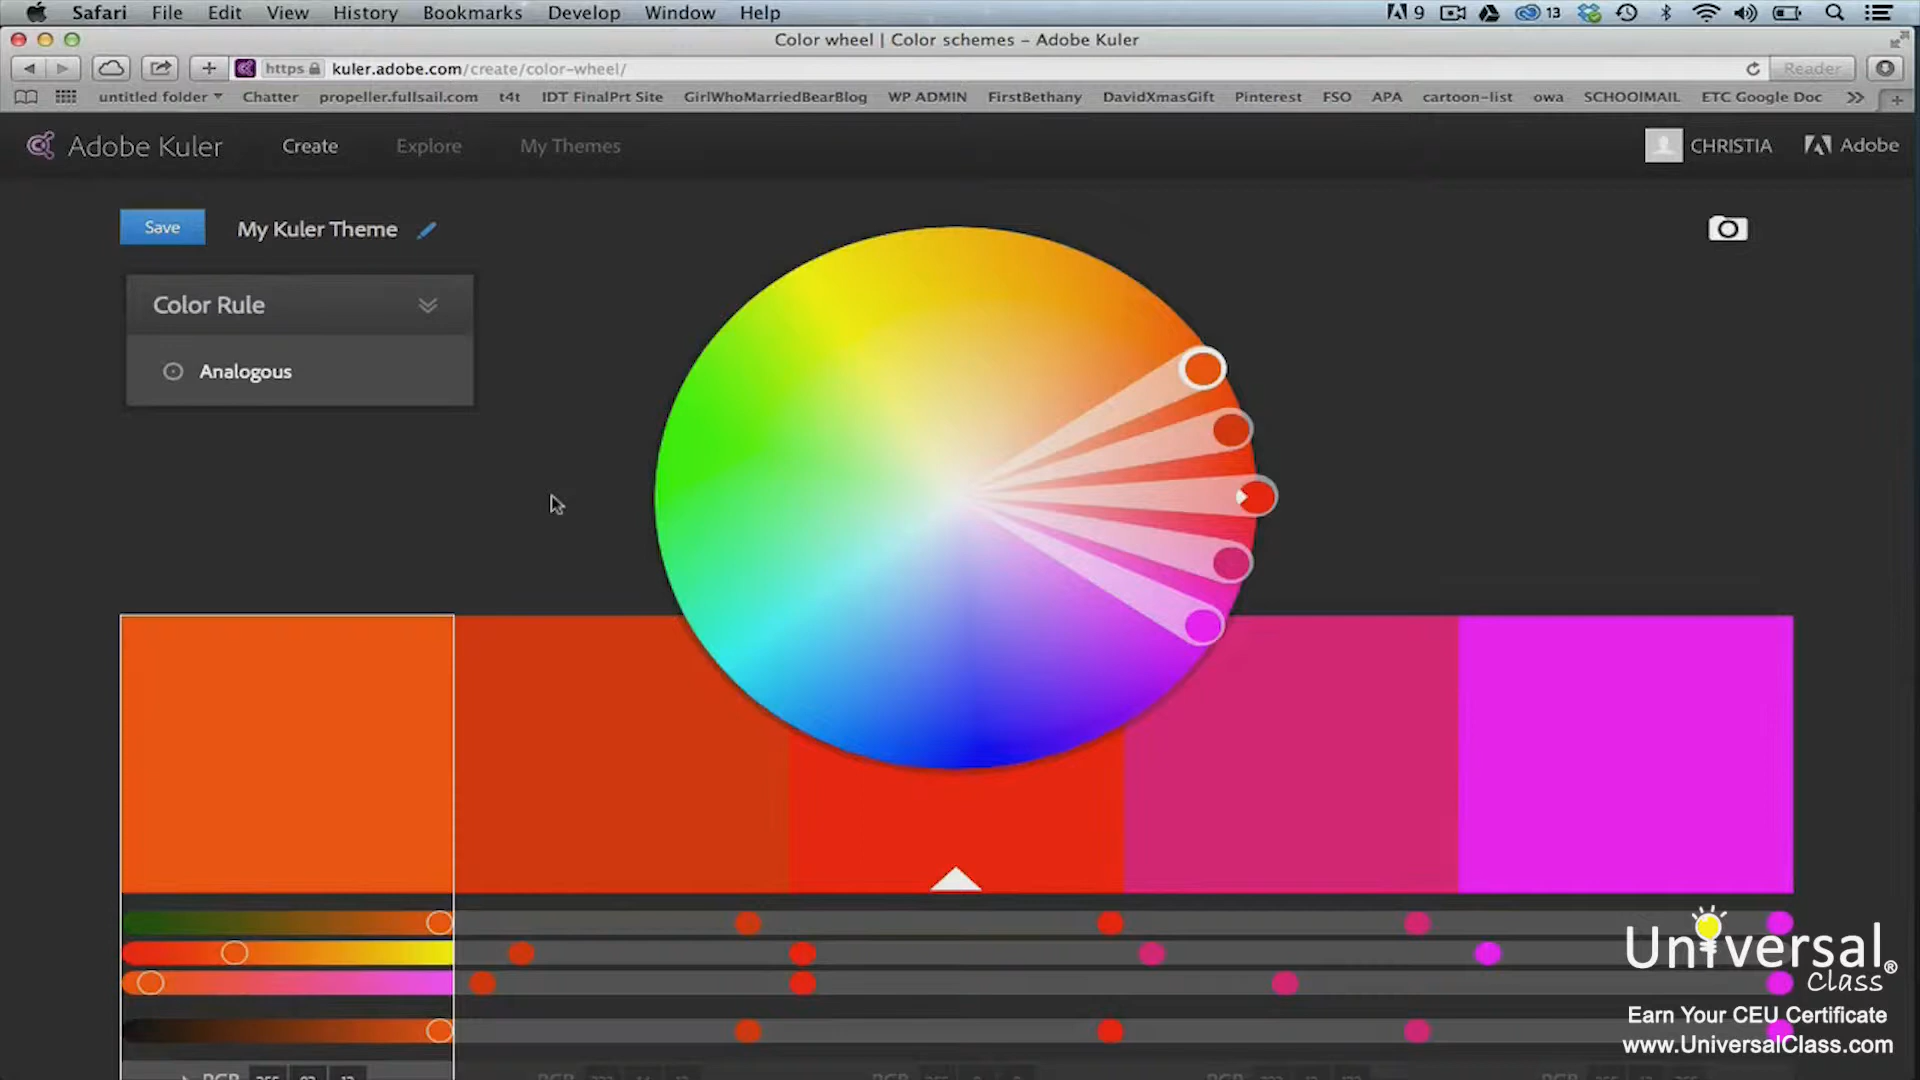 Safari File Edit View History Bookmarks Develop Window Help 9 13
Color wheel | Color schemes – Adobe Kuler
https kuler.adobe.com/create/color-wheel/ Reader
untitled folder Chatter propeller.fullsail.com t4t IDT FinalPrt Site GirlWhoMarriedBearBlog WP ADMIN FirstBethany DavidXmasGift Pinterest FSO APA cartoon-list owa SCHOOlMAIL ETC Google Doc
Adobe Kuler Create Explore My Themes CHRISTIA Adobe
Save My Kuler Theme
Color Rule
Analogous
Universal®
Class
Earn Your CEU Certificate
www.UniversalClass.com